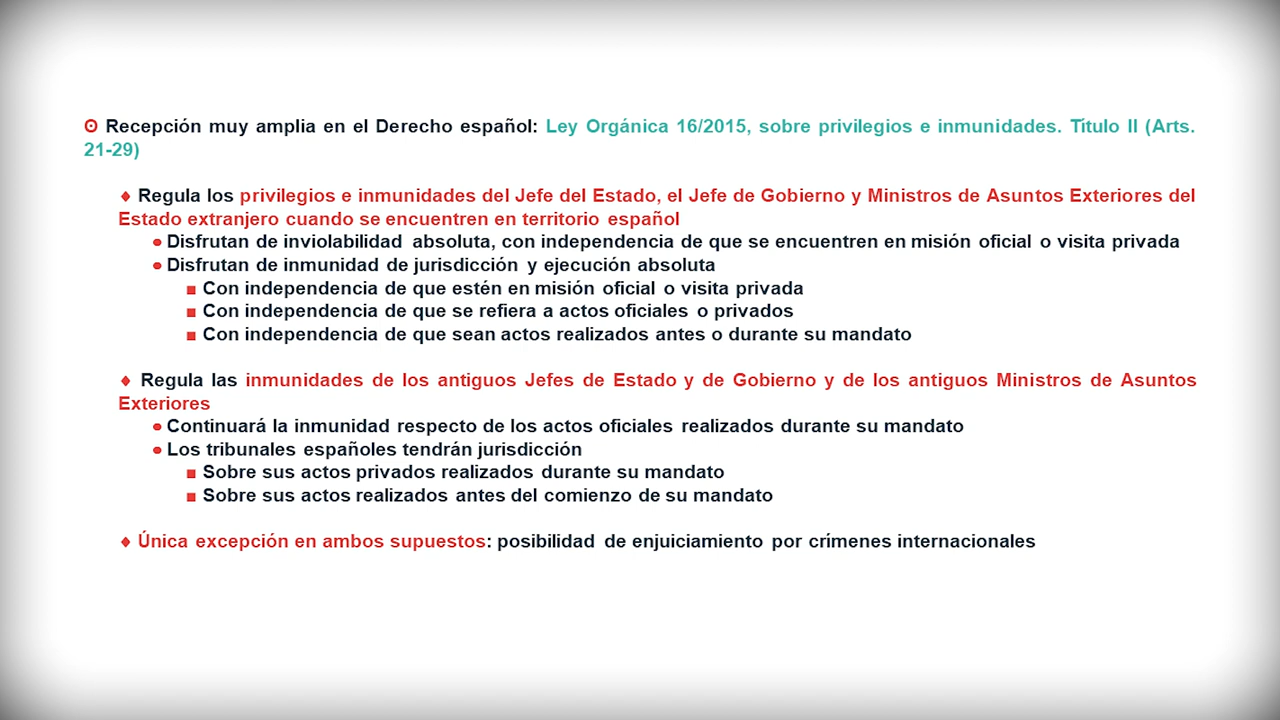 ⊙ Recepción muy amplia en el Derecho español: Ley Orgánica 16/2015, sobre privilegios e inmunidades. Título II (Arts.
21-29)
♦ Regula los privilegios e inmunidades del Jefe del Estado, el Jefe de Gobierno y Ministros de Asuntos Exteriores del
Estado extranjero cuando se encuentren en territorio español
• Disfrutan de inviolabilidad absoluta, con independencia de que se encuentren en misión oficial o visita privada
• Disfrutan de inmunidad de jurisdicción y ejecución absoluta
■ Con independencia de que estén en misión oficial o visita privada
■ Con independencia de que se refiera a actos oficiales o privados
■ Con independencia de que sean actos realizados antes o durante su mandato
♦ Regula las inmunidades de los antiguos Jefes de Estado y de Gobierno y de los antiguos Ministros de Asuntos
Exteriores
• Continuará la inmunidad respecto de los actos oficiales realizados durante su mandato
• Los tribunales españoles tendrán jurisdicción
■ Sobre sus actos privados realizados durante su mandato
■ Sobre sus actos realizados antes del comienzo de su mandato
♦ Única excepción en ambos supuestos: posibilidad de enjuiciamiento por crímenes internacionales